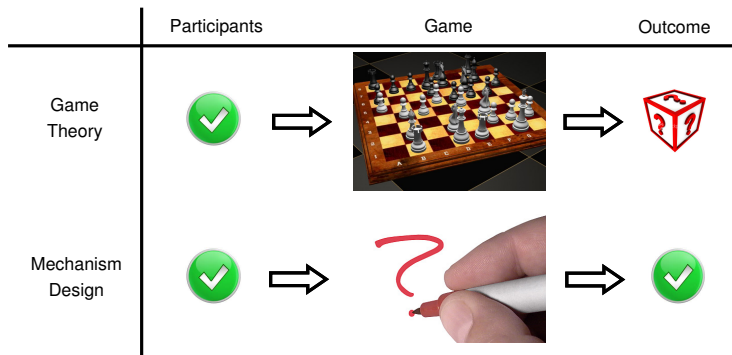 Participants
Game
Outcome
Game
Theory
? ? ?
A B C D E F G
Mechanism
Design
?